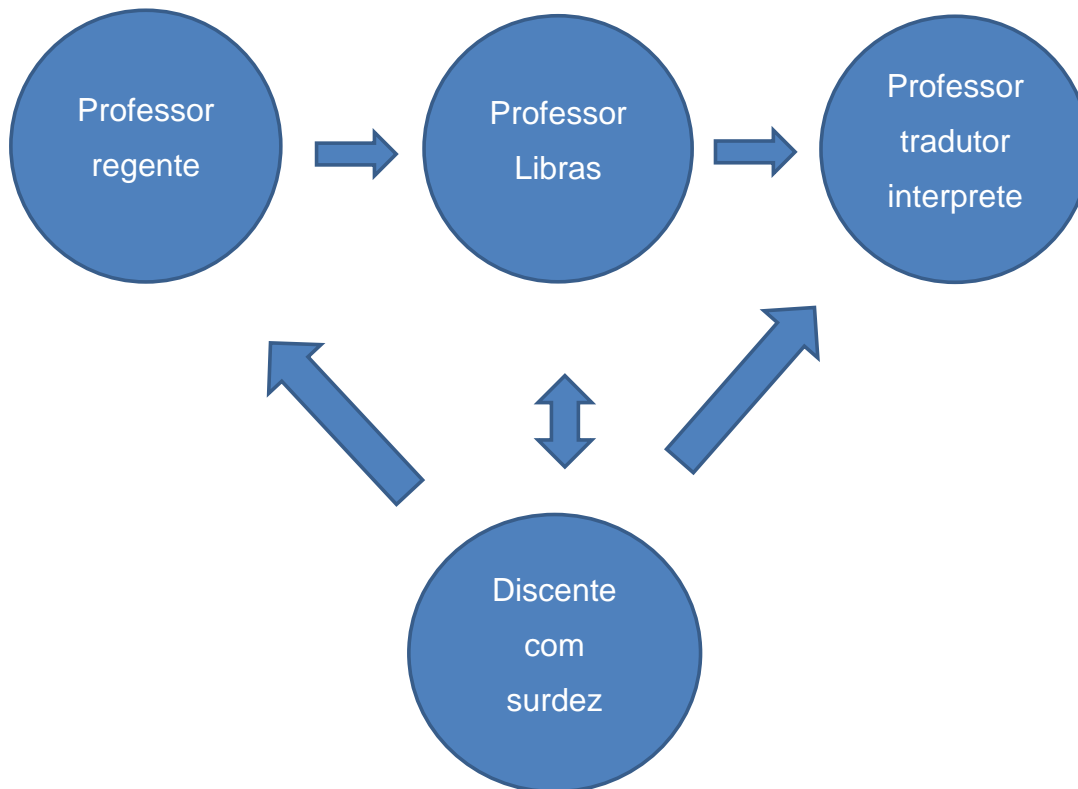 Professor
regente
Professor
Libras
Professor
tradutor
interprete
Discente
com
surdez